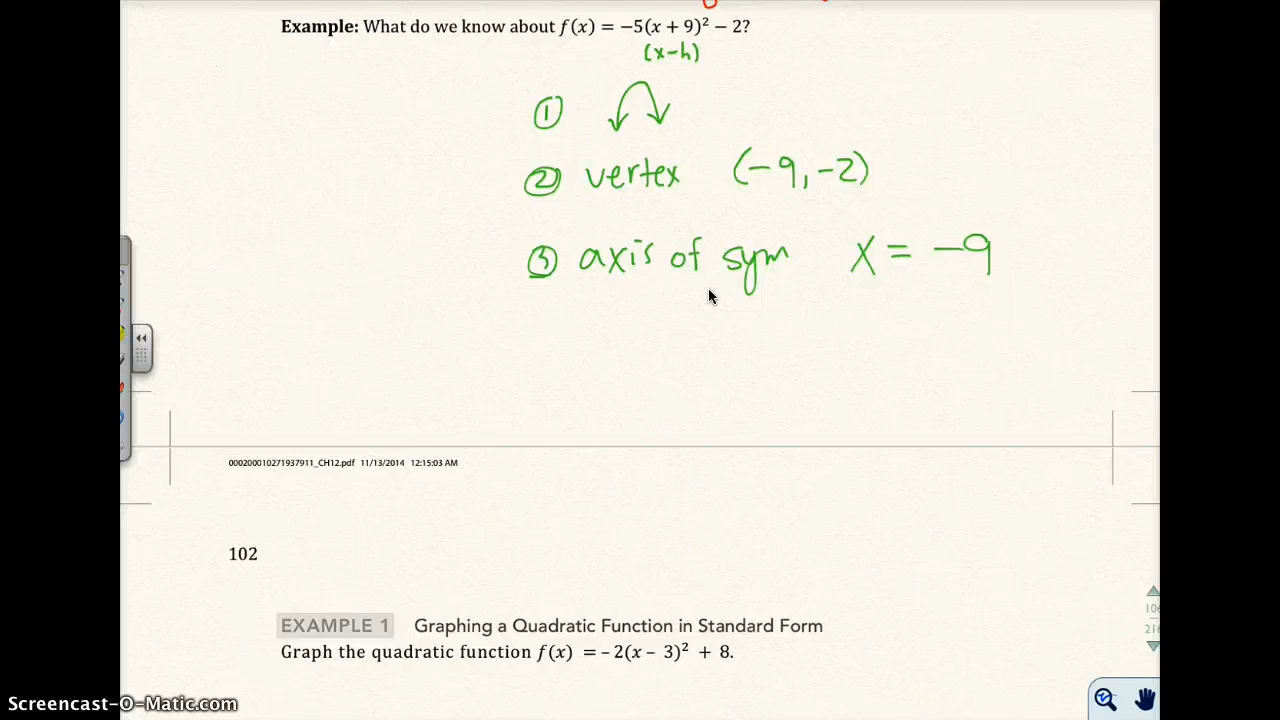 Example: What do we know about f(x) = −5(x + 9)² − 2?
(x-h)
①
② vertex (-9,-2)
③ axis of sym x = -9
000200010271937911_CH12.pdf 11/13/2014 12:15:03 AM
102
EXAMPLE 1 Graphing a Quadratic Function in Standard Form
Graph the quadratic function f(x) = – 2(x – 3)² + 8.
Screencast-O-Matic.com